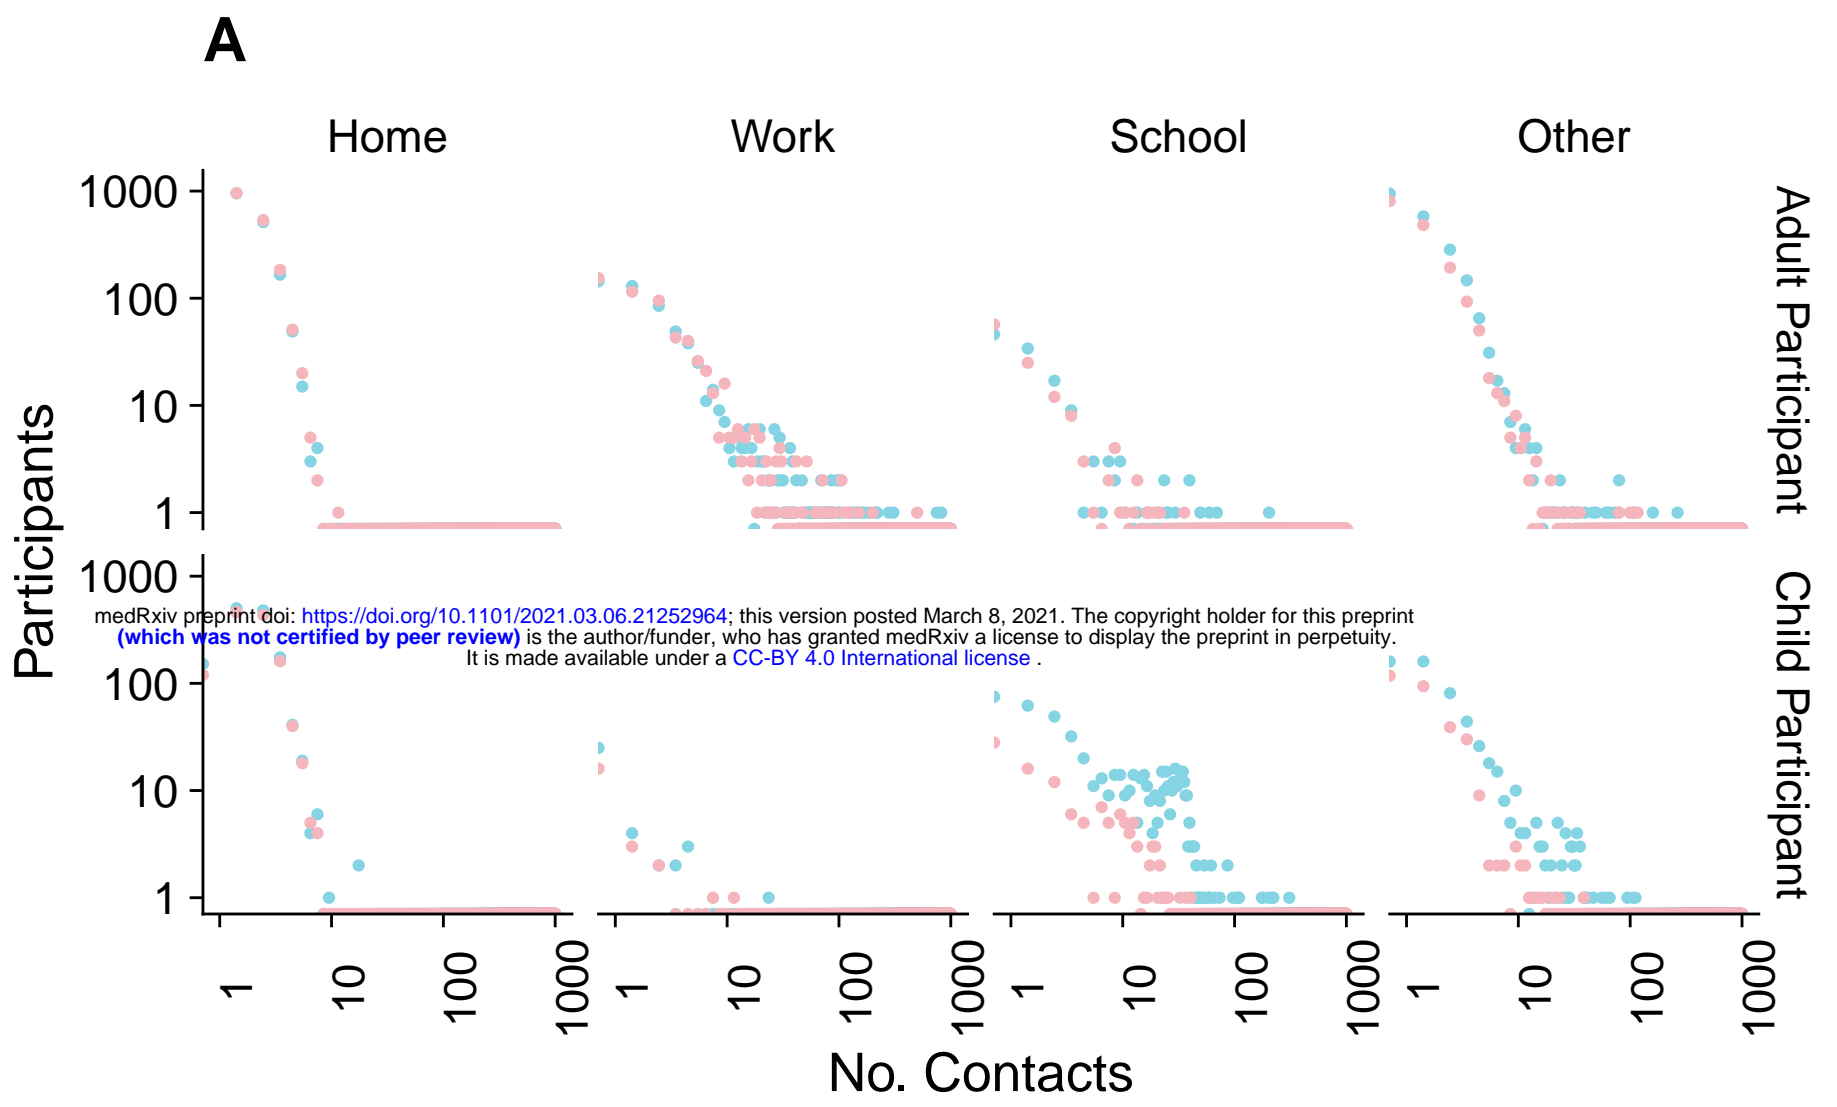 A
Home Work School Other
1000
100
10
1
Adult Participant
Participants
1000
100
10
1
Child Participant
medRxiv preprint doi: https://doi.org/10.1101/2021.03.06.21252964; this version posted March 8, 2021. The copyright holder for this preprint
(which was not certified by peer review) is the author/funder, who has granted medRxiv a license to display the preprint in perpetuity.
It is made available under a CC-BY 4.0 International license .
1 10 100 1000 1 10 100 1000 1 10 100 1000 1 10 100 1000
No. Contacts